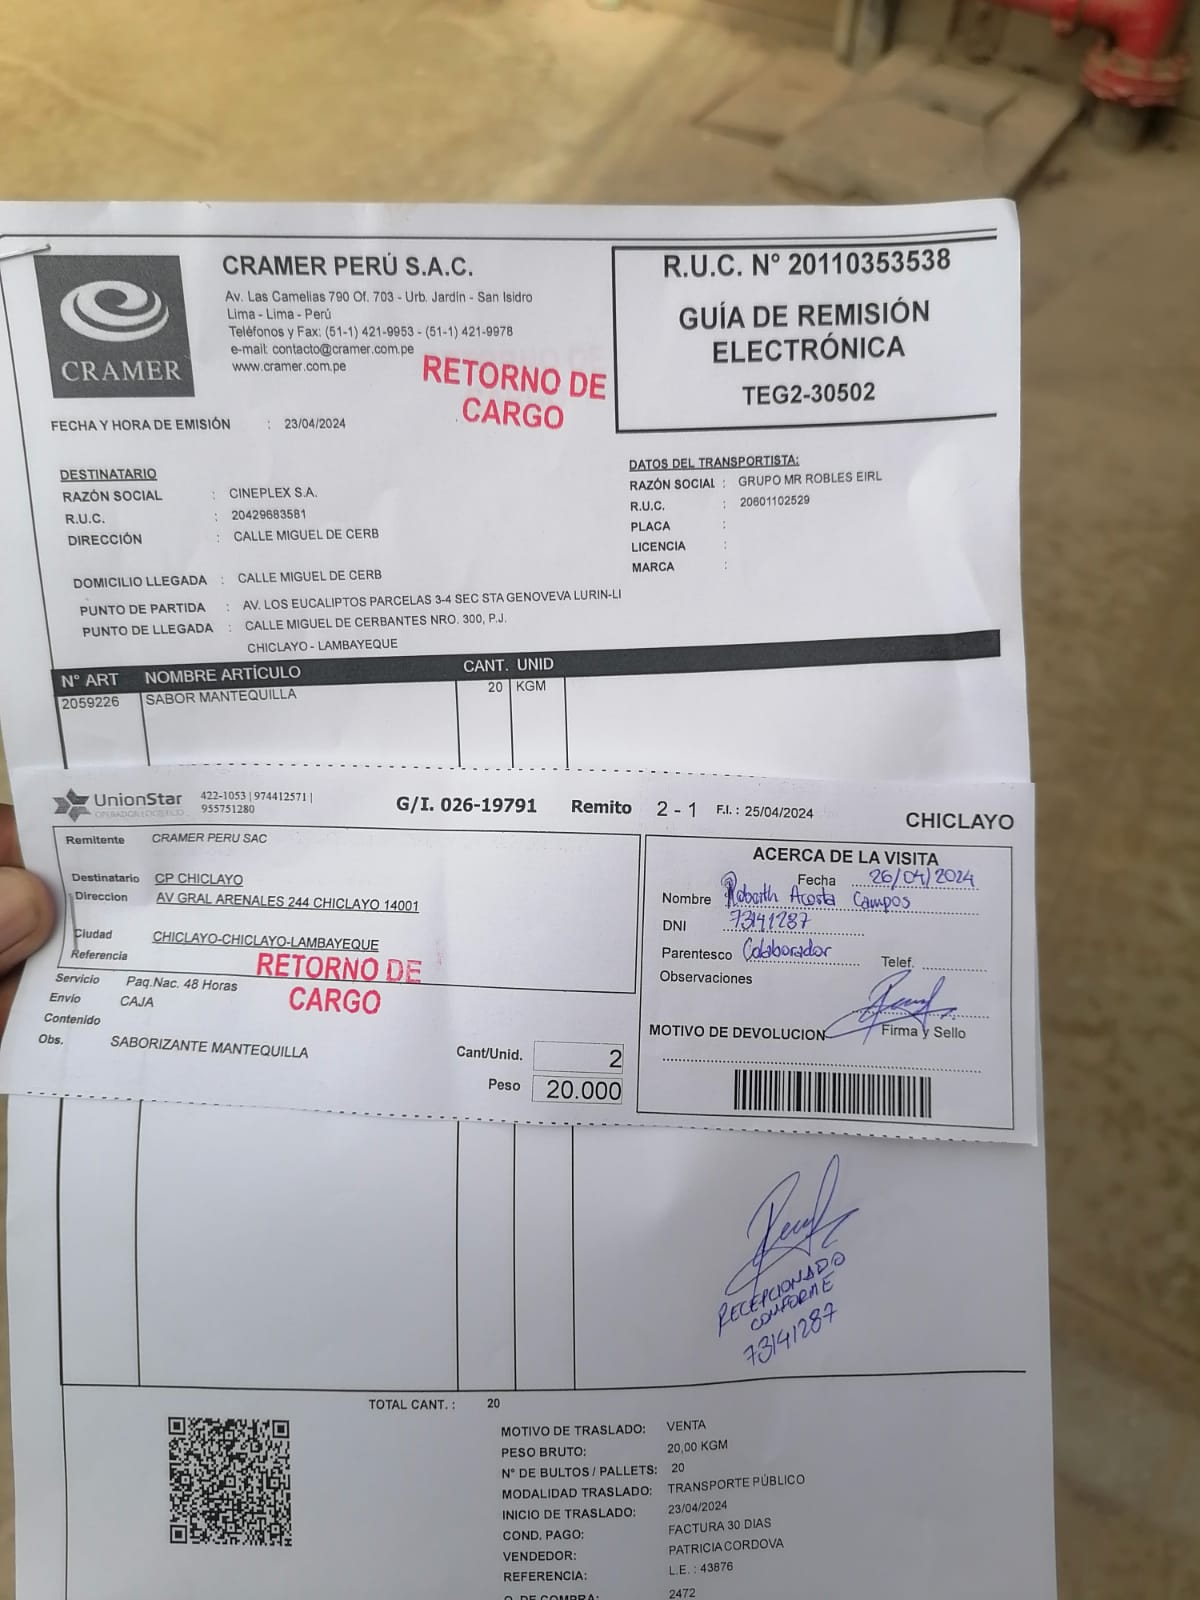 CRAMER
CRAMER PERÚ S.A.C.
Av. Las Camelias 790 Of. 703 - Urb. Jardín - San Isidro
Lima - Lima - Perú
Teléfonos y Fax: (51-1) 421-9953 - (51-1) 421-9978
e-mail: contacto@cramer.com.pe
www.cramer.com.pe
RETORNO DE
CARGO
R.U.C. N° 20110353538
GUÍA DE REMISIÓN
ELECTRÓNICA
TEG2-30502
FECHA Y HORA DE EMISIÓN : 23/04/2024
DESTINATARIO
RAZÓN SOCIAL : CINEPLEX S.A.
R.U.C. : 20429683581
DIRECCIÓN : CALLE MIGUEL DE CERB
DATOS DEL TRANSPORTISTA:
RAZÓN SOCIAL : GRUPO MR ROBLES EIRL
R.U.C. : 20601102529
PLACA :
LICENCIA :
MARCA :
DOMICILIO LLEGADA : CALLE MIGUEL DE CERB
PUNTO DE PARTIDA : AV. LOS EUCALIPTOS PARCELAS 3-4 SEC STA GENOVEVA LURIN-LI
PUNTO DE LLEGADA : CALLE MIGUEL DE CERBANTES NRO. 300, P.J.
CHICLAYO - LAMBAYEQUE
N° ART NOMBRE ARTÍCULO CANT. UNID
2059226 SABOR MANTEQUILLA 20 KGM
UnionStar
OPERADOR LOGISTICO
422-1053 | 974412571 |
955751280
G/I. 026-19791 Remito 2 - 1 F.I. : 25/04/2024
CHICLAYO
Remitente CRAMER PERU SAC
Destinatario CP CHICLAYO
Direccion AV GRAL ARENALES 244 CHICLAYO 14001
Ciudad CHICLAYO-CHICLAYO-LAMBAYEQUE
Referencia
RETORNO DE
CARGO
Servicio Paq.Nac. 48 Horas
Envío CAJA
Contenido
Obs. SABORIZANTE MANTEQUILLA
Cant/Unid. 2
Peso 20.000
ACERCA DE LA VISITA
Fecha 26/04/2024
Nombre Roberth Acosta Campos
DNI 73141287
Parentesco Colaborador
Telef.
Observaciones
MOTIVO DE DEVOLUCION
Firma y Sello
RECEPCIONADO
CONFORME
73141287
TOTAL CANT. : 20
MOTIVO DE TRASLADO: VENTA
PESO BRUTO: 20,00 KGM
N° DE BULTOS / PALLETS: 20
MODALIDAD TRASLADO: TRANSPORTE PÚBLICO
INICIO DE TRASLADO: 23/04/2024
COND. PAGO: FACTURA 30 DIAS
VENDEDOR: PATRICIA CORDOVA
REFERENCIA: L.E. : 43876
O. DE COMPRA: 2472